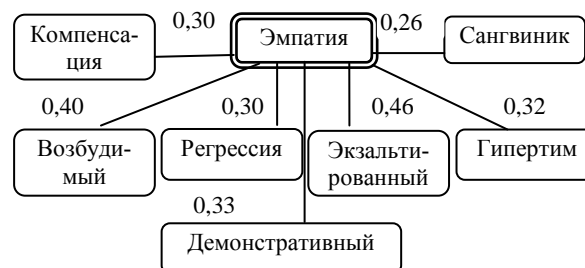 0,30
0,26
Компенса-
ция
Эмпатия
Сангвиник
0,40
0,30
0,46
0,32
Возбуди-
мый
Регрессия
Экзальти-
рованный
Гипертим
0,33
Демонстративный